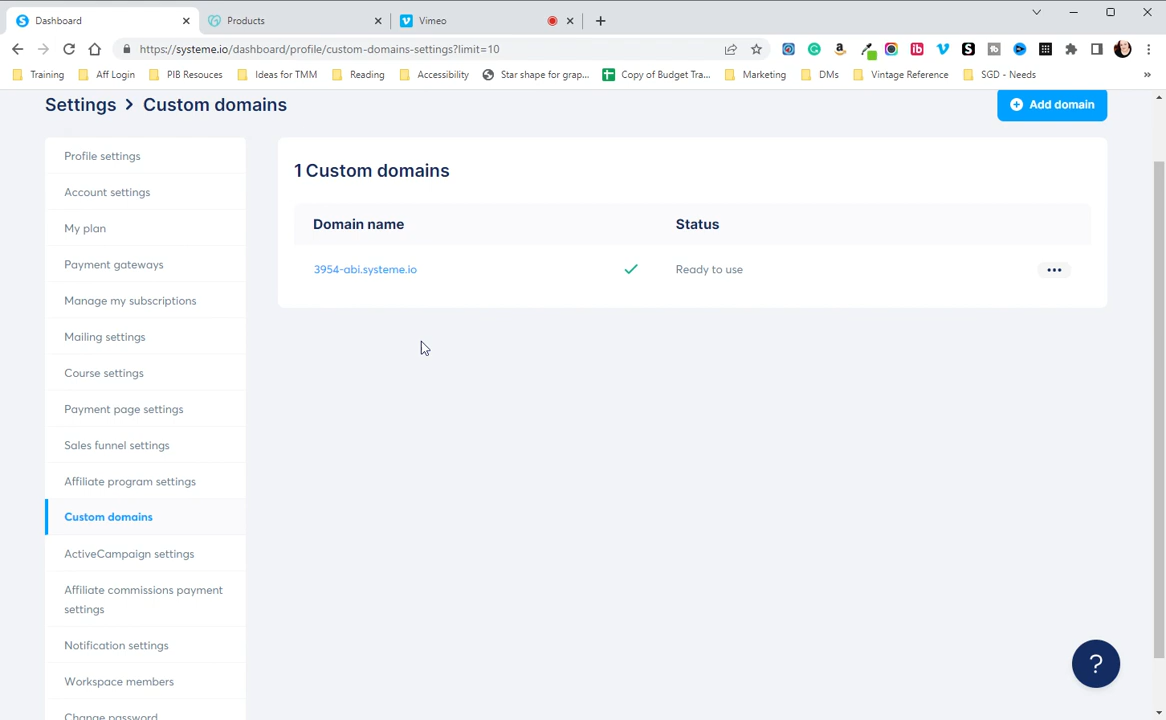 Dashboard
Products
Vimeo
https://systeme.io/dashboard/profile/custom-domains-settings?limit=10
Training
Aff Login
PIB Resouces
Ideas for TMM
Reading
Accessibility
Star shape for grap...
Copy of Budget Tra...
Marketing
DMs
Vintage Reference
SGD - Needs
»
Settings > Custom domains
Add domain
Profile settings
Account settings
My plan
Payment gateways
Manage my subscriptions
Mailing settings
Course settings
Payment page settings
Sales funnel settings
Affiliate program settings
Custom domains
ActiveCampaign settings
Affiliate commissions payment
settings
Notification settings
Workspace members
Change password
1 Custom domains
Domain name Status
3954-abi.systeme.io Ready to use
?